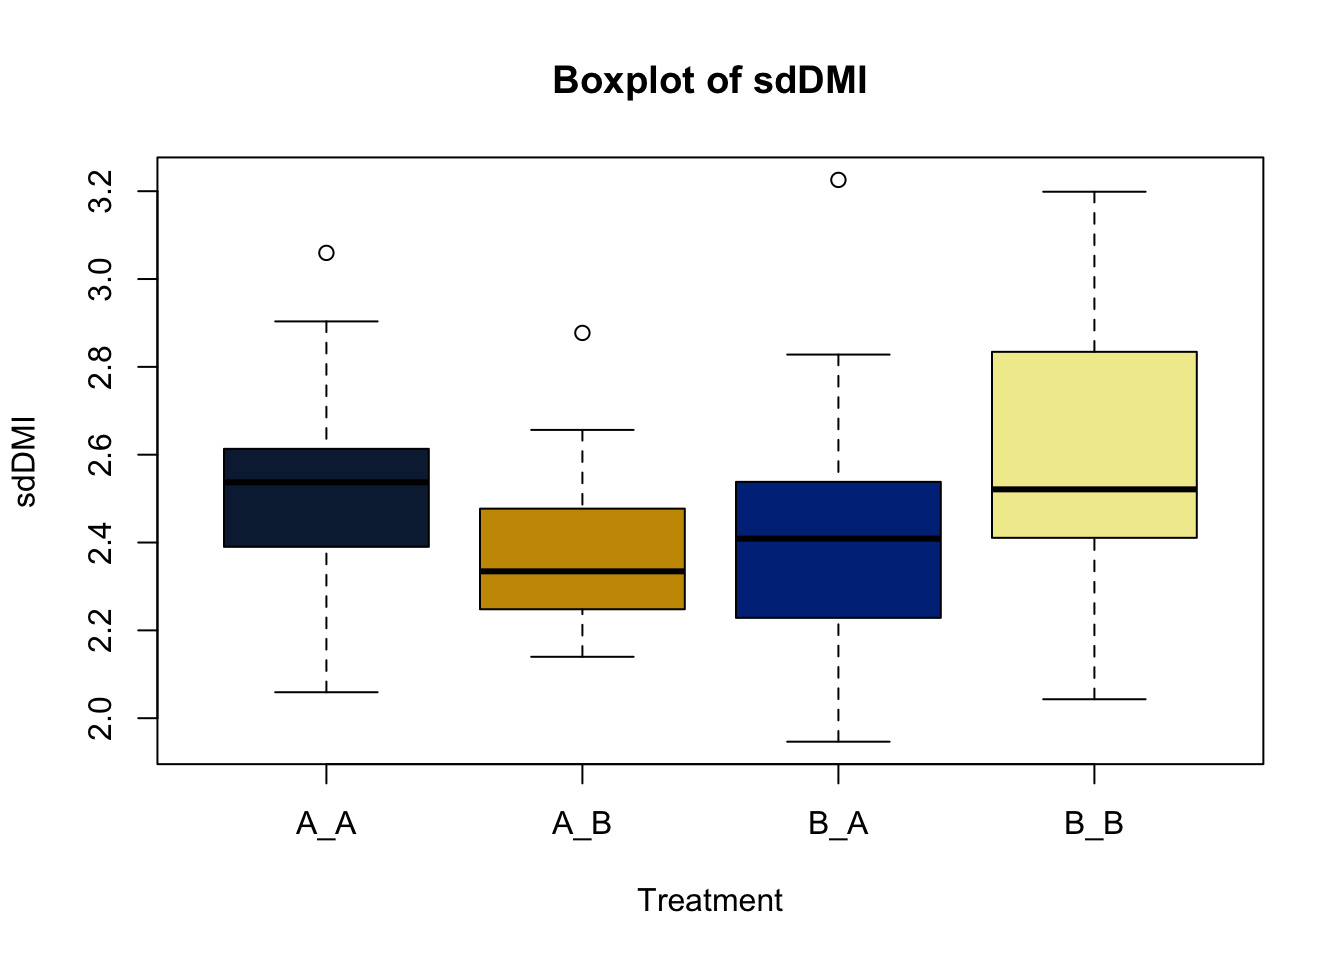 Boxplot of sdDMI
sdDMI
3.2
3.0
2.8
2.6
2.4
2.2
2.0
A_A A_B B_A B_B
Treatment